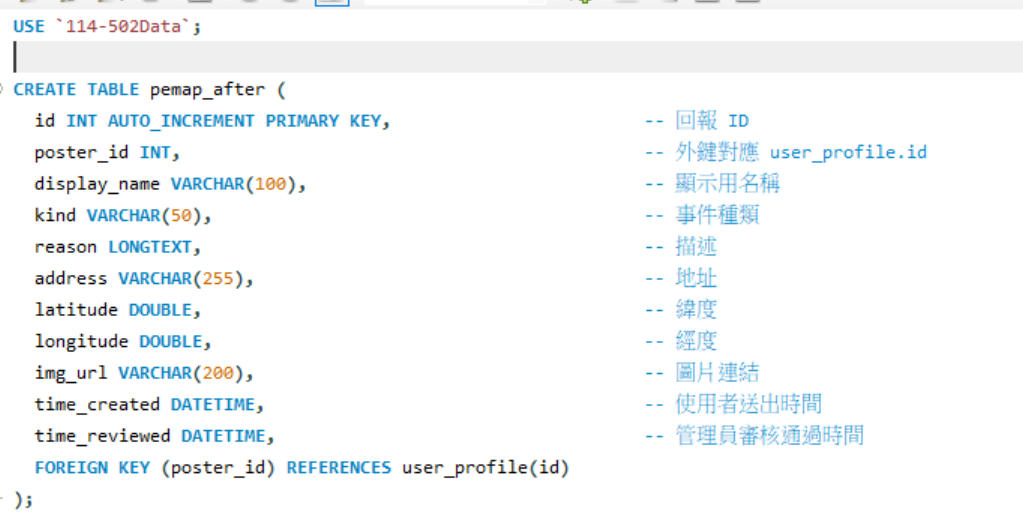 USE `114-502Data`;
CREATE TABLE pemap_after (
id INT AUTO_INCREMENT PRIMARY KEY, -- 回報 ID
poster_id INT, -- 外鍵對應 user_profile.id
display_name VARCHAR(100), -- 顯示用名稱
kind VARCHAR(50), -- 事件種類
reason LONGTEXT, -- 描述
address VARCHAR(255), -- 地址
latitude DOUBLE, -- 緯度
longitude DOUBLE, -- 經度
img_url VARCHAR(200), -- 圖片連結
time_created DATETIME, -- 使用者送出時間
time_reviewed DATETIME, -- 管理員審核通過時間
FOREIGN KEY (poster_id) REFERENCES user_profile(id)
);